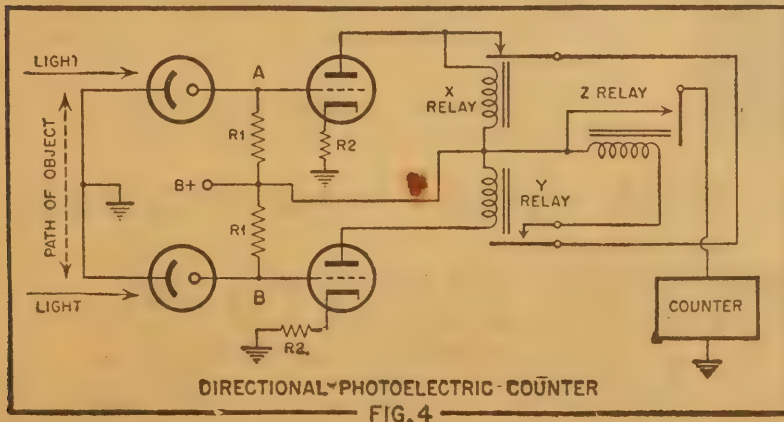 LIGHT
PATH OF OBJECT
LIGHT
A
R1
B+
R1
B
R2
R2.
X
RELAY
Y
RELAY
Z RELAY
COUNTER
DIRECTIONAL PHOTOELECTRIC COUNTER
FIG. 4